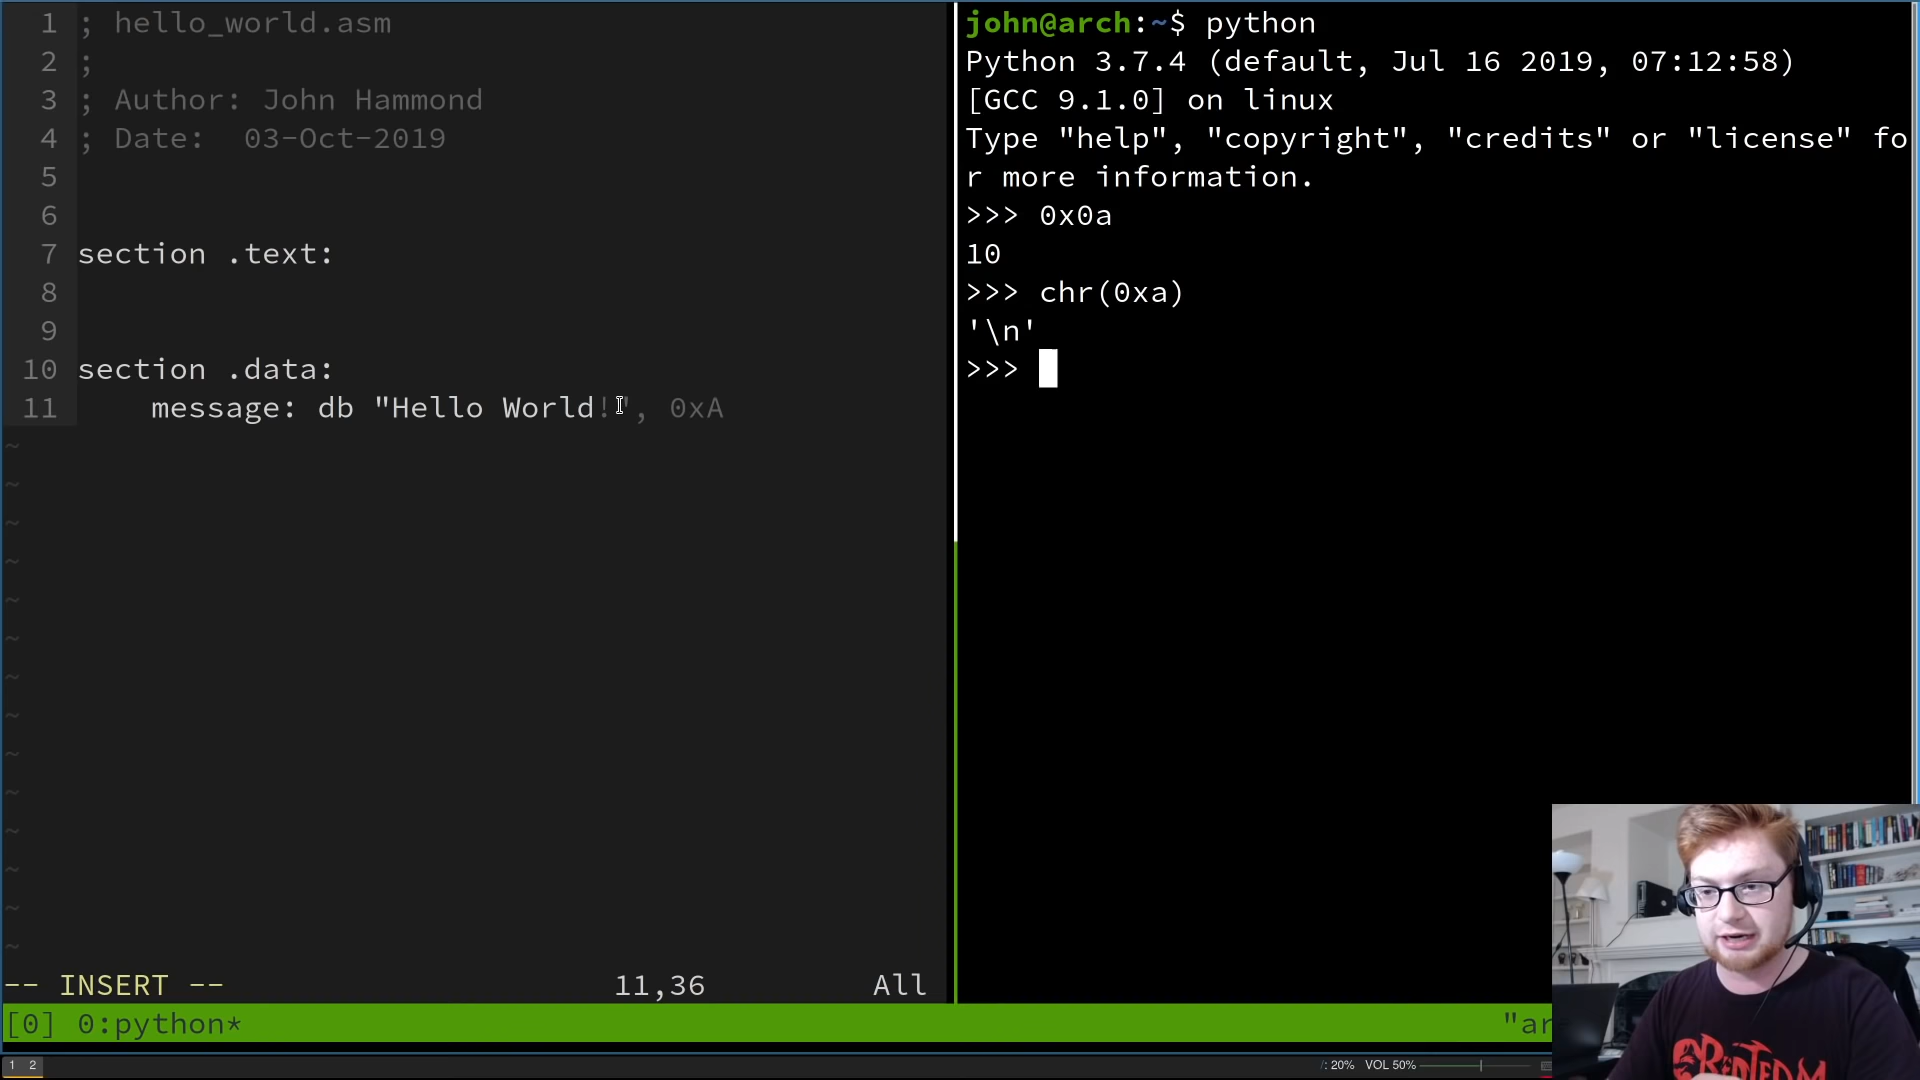 1 ; hello_world.asm
2 ;
3 ; Author: John Hammond
4 ; Date:  03-Oct-2019
5
6
7 section .text:
8
9
10 section .data:
11     message: db "Hello World!", 0xA
~
~
~
~
~
~
~
~
~
~
~
~
~
~
-- INSERT -- 11,36 All
john@arch:~$ python
Python 3.7.4 (default, Jul 16 2019, 07:12:58)
[GCC 9.1.0] on linux
Type "help", "copyright", "credits" or "license" fo
r more information.
>>> 0x0a
10
>>> chr(0xa)
'\n'
>>>
[0] 0:python* "ar
1 2 /: 20% VOL 50%